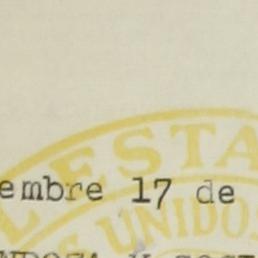 L ESTA
S UNIDOS
embre 17 de